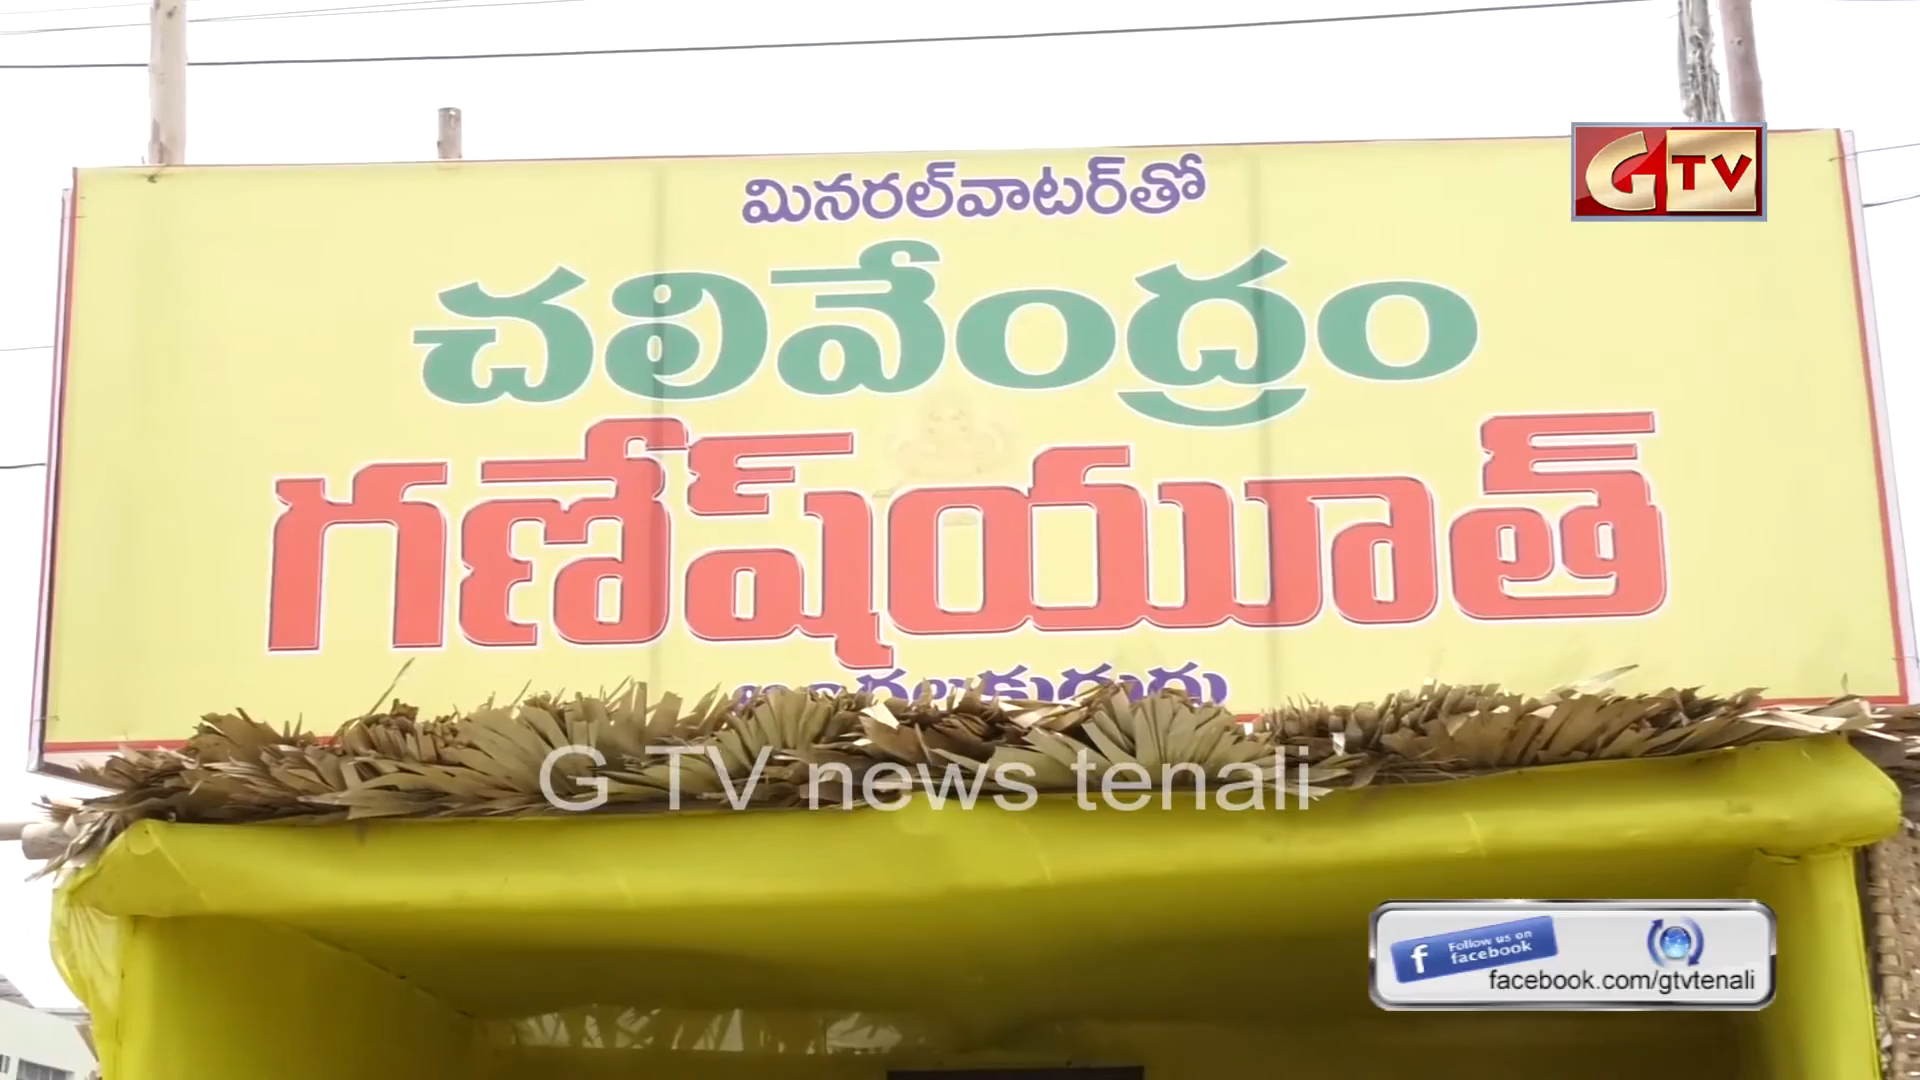 మినరల్‌వాటర్‌తో
GTV
చలివేంద్రం
గణేష్‌యూత్
G TV news tenali
Follow us on
facebook
facebook.com/gtvtenali